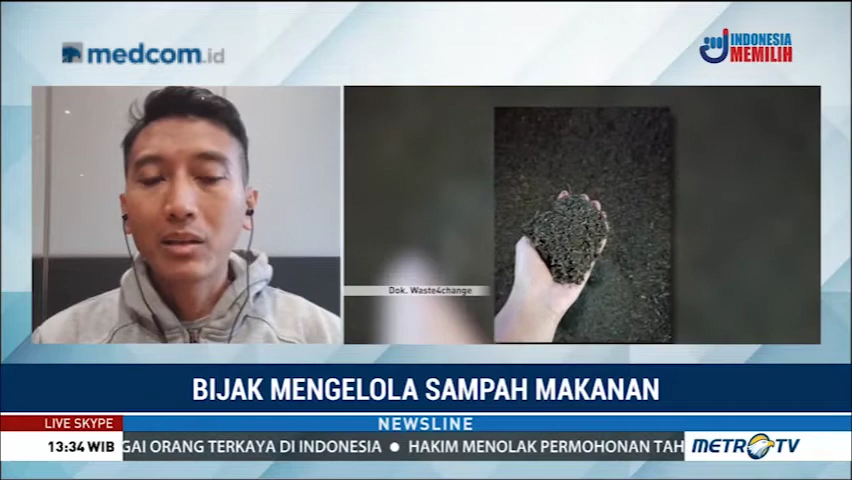 medcom.id
INDONESIA
MEMILIH
Dok. Waste4change
BIJAK MENGELOLA SAMPAH MAKANAN
LIVE SKYPE
NEWSLINE
13:34 WIB
GAI ORANG TERKAYA DI INDONESIA ● HAKIM MENOLAK PERMOHONAN TAH
METRO TV